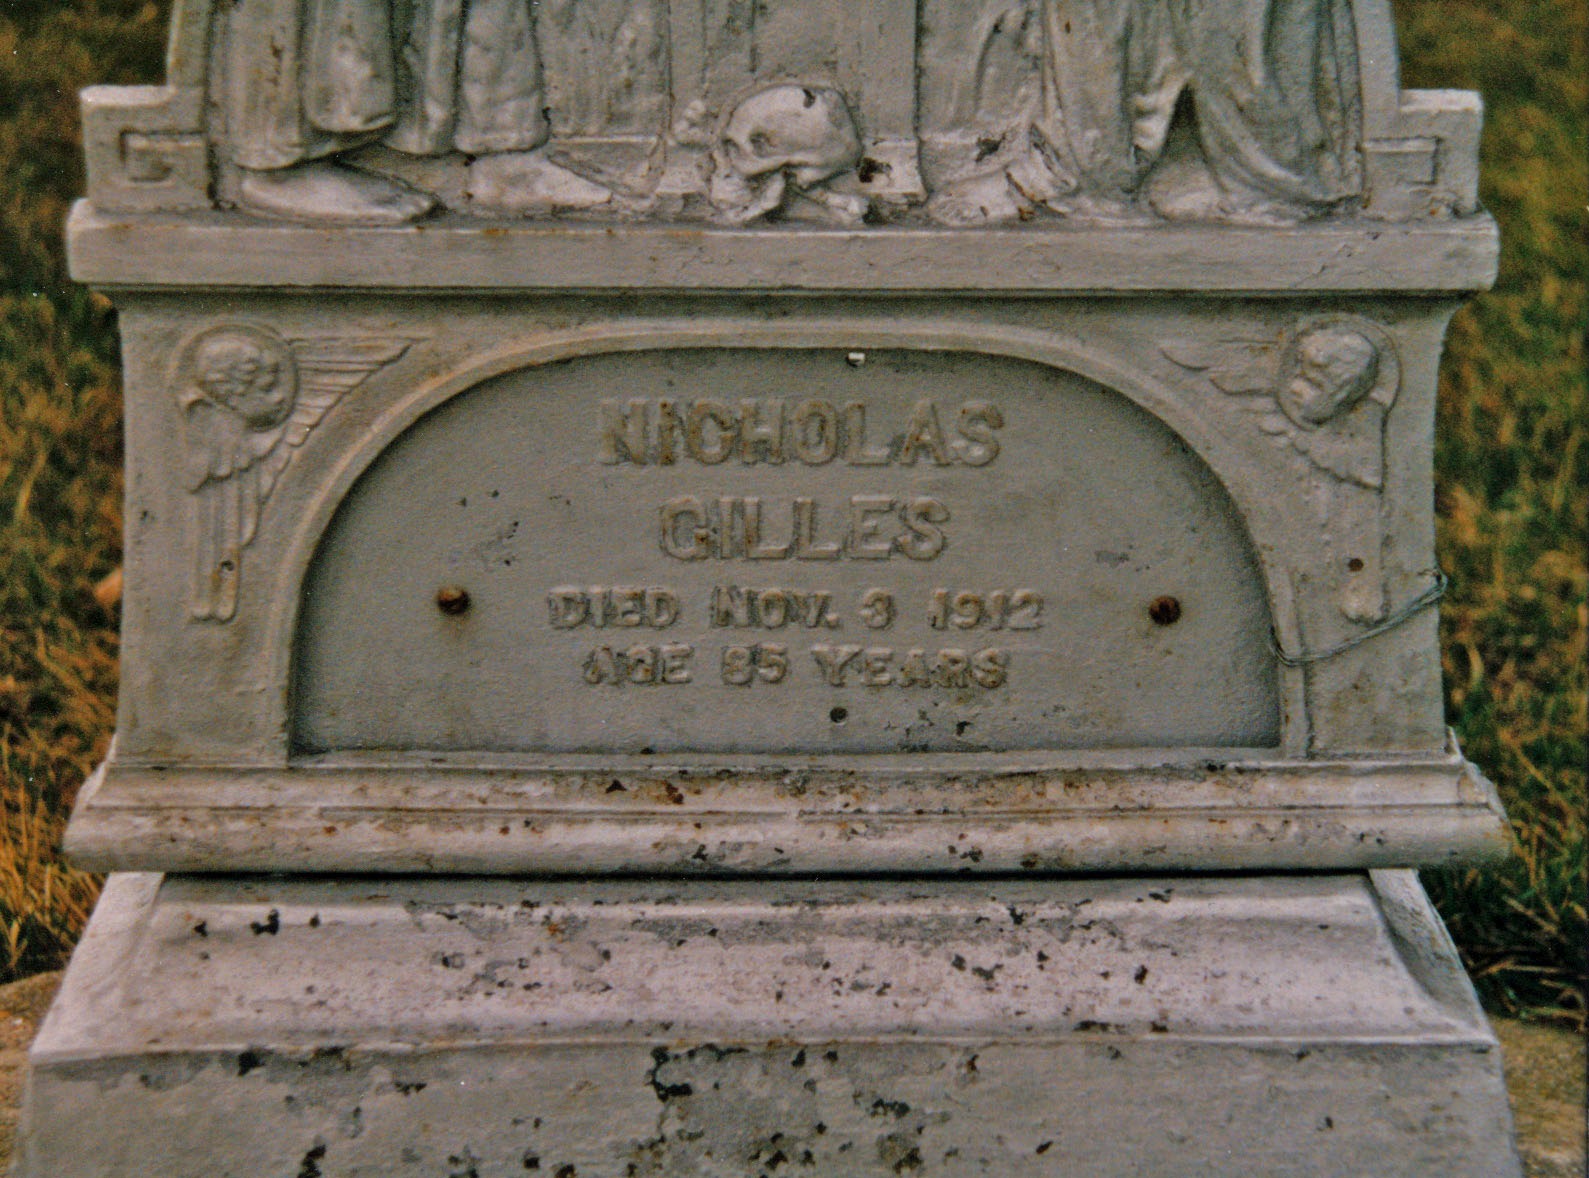 NICHOLAS
GILLES
DIED NOV. 3 1912
AGE 85 YEARS